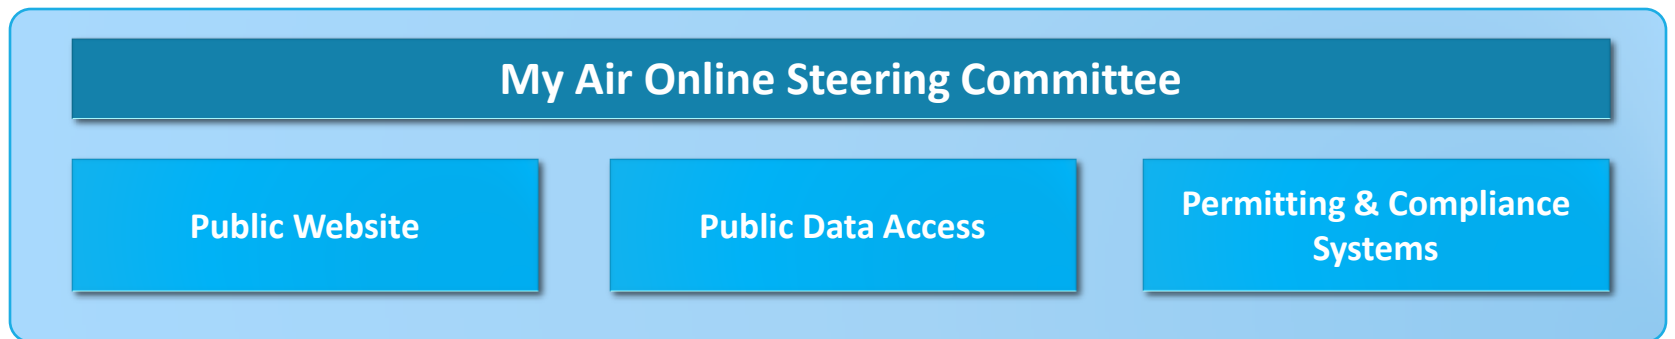 My Air Online Steering Committee
Public Website
Public Data Access
Permitting & Compliance
Systems